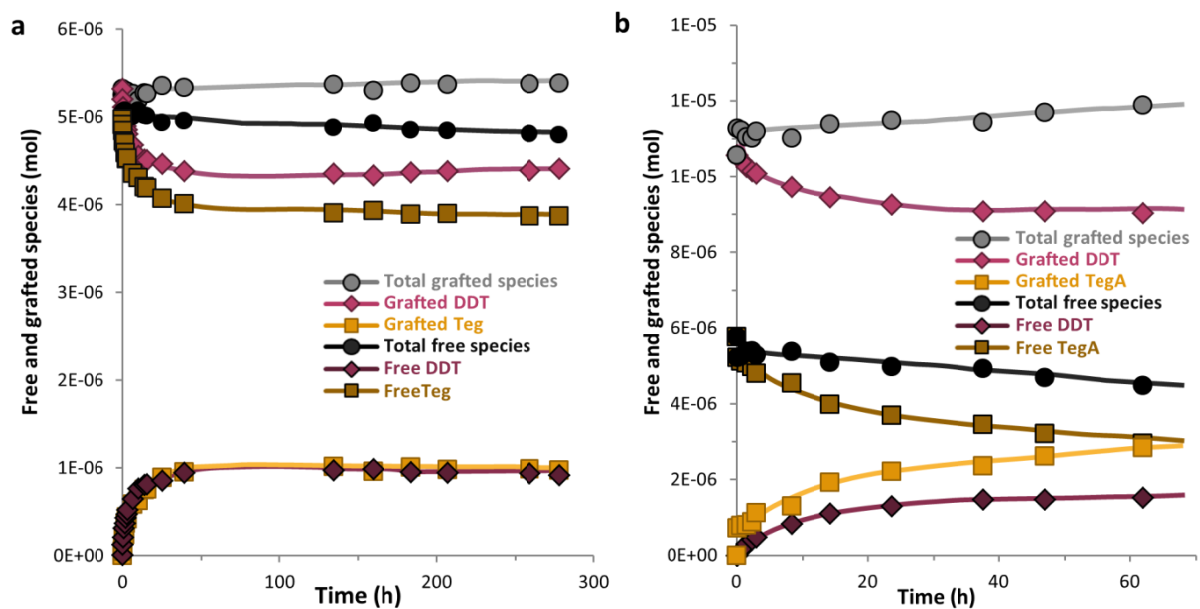 a
Free and grafted species (mol)
6E-06
5E-06
4E-06
3E-06
2E-06
1E-06
0E+00
Total grafted species
Grafted DDT
Grafted Teg
Total free species
Free DDT
FreeTeg
0
100
200
300
Time (h)
b
Free and grafted species (mol)
1E-05
1E-05
1E-05
8E-06
6E-06
4E-06
2E-06
0E+00
Total grafted species
Grafted DDT
Grafted TegA
Total free species
Free DDT
Free TegA
0
20
40
60
Time (h)